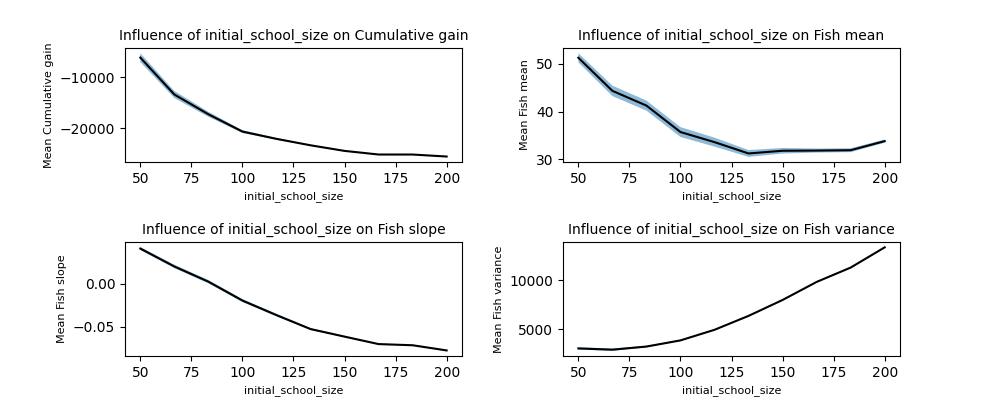 Influence of initial_school_size on Cumulative gain
Mean Cumulative gain
−10000
−20000
50 75 100 125 150 175 200
initial_school_size
Influence of initial_school_size on Fish mean
Mean Fish mean
50
40
30
50 75 100 125 150 175 200
initial_school_size
Influence of initial_school_size on Fish slope
Mean Fish slope
0.00
−0.05
50 75 100 125 150 175 200
initial_school_size
Influence of initial_school_size on Fish variance
Mean Fish variance
10000
5000
50 75 100 125 150 175 200
initial_school_size